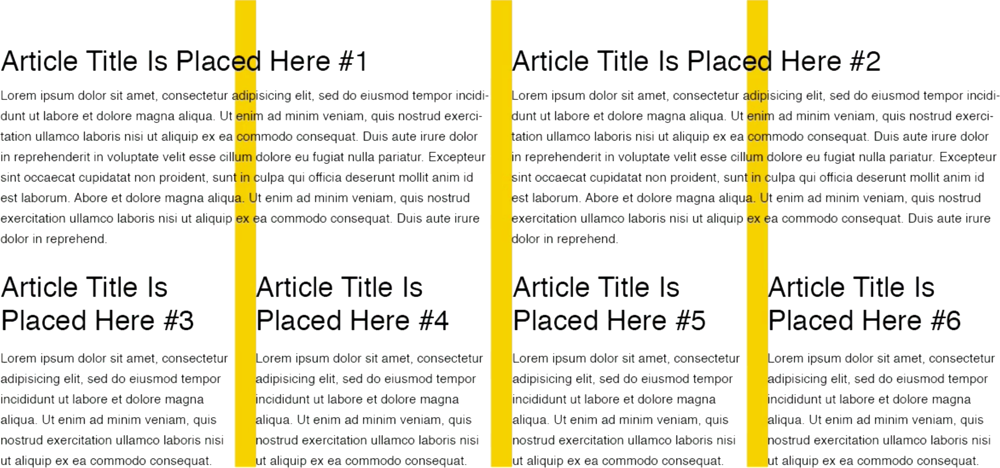 Article Title Is Placed Here #1
Lorem ipsum dolor sit amet, consectetur adipisicing elit, sed do eiusmod tempor incidi-
dunt ut labore et dolore magna aliqua. Ut enim ad minim veniam, quis nostrud exerci-
tation ullamco laboris nisi ut aliquip ex ea commodo consequat. Duis aute irure dolor
in reprehenderit in voluptate velit esse cillum dolore eu fugiat nulla pariatur. Excepteur
sint occaecat cupidatat non proident, sunt in culpa qui officia deserunt mollit anim id
est laborum. Abore et dolore magna aliqua. Ut enim ad minim veniam, quis nostrud
exercitation ullamco laboris nisi ut aliquip ex ea commodo consequat. Duis aute irure
dolor in reprehend.
Article Title Is Placed Here #2
Lorem ipsum dolor sit amet, consectetur adipisicing elit, sed do eiusmod tempor incidi-
dunt ut labore et dolore magna aliqua. Ut enim ad minim veniam, quis nostrud exerci-
tation ullamco laboris nisi ut aliquip ex ea commodo consequat. Duis aute irure dolor
in reprehenderit in voluptate velit esse cillum dolore eu fugiat nulla pariatur. Excepteur
sint occaecat cupidatat non proident, sunt in culpa qui officia deserunt mollit anim id
est laborum. Abore et dolore magna aliqua. Ut enim ad minim veniam, quis nostrud
exercitation ullamco laboris nisi ut aliquip ex ea commodo consequat. Duis aute irure
dolor in reprehend.
Article Title Is
Placed Here #3
Lorem ipsum dolor sit amet, consectetur
adipisicing elit, sed do eiusmod tempor
incididunt ut labore et dolore magna
aliqua. Ut enim ad minim veniam, quis
nostrud exercitation ullamco laboris nisi
ut aliquip ex ea commodo consequat.
Article Title Is
Placed Here #4
Lorem ipsum dolor sit amet, consectetur
adipisicing elit, sed do eiusmod tempor
incididunt ut labore et dolore magna
aliqua. Ut enim ad minim veniam, quis
nostrud exercitation ullamco laboris nisi
ut aliquip ex ea commodo consequat.
Article Title Is
Placed Here #5
Lorem ipsum dolor sit amet, consectetur
adipisicing elit, sed do eiusmod tempor
incididunt ut labore et dolore magna
aliqua. Ut enim ad minim veniam, quis
nostrud exercitation ullamco laboris nisi
ut aliquip ex ea commodo consequat.
Article Title Is
Placed Here #6
Lorem ipsum dolor sit amet, consectetur
adipisicing elit, sed do eiusmod tempor
incididunt ut labore et dolore magna
aliqua. Ut enim ad minim veniam, quis
nostrud exercitation ullamco laboris nisi
ut aliquip ex ea commodo consequat.